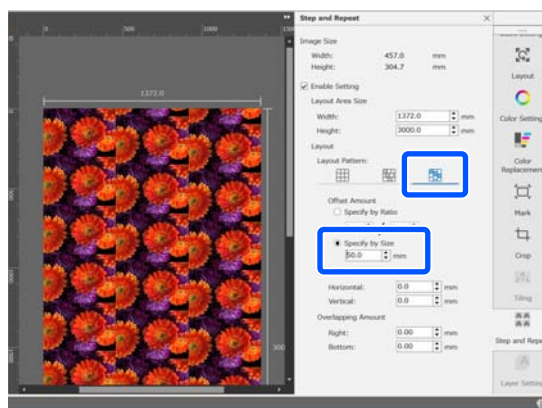 Step and Repeat
0
500
1000
1372.0
300
Image Size
Width: 457.0 mm
Height: 304.7 mm
Enable Setting
Layout Area Size
Width: 1372.0 mm
Height: 3000.0 mm
Layout
Layout Pattern:
Offset Amount
Specify by Ratio
Specify by Size
50.0 mm
Horizontal: 0.0 mm
Vertical: 0.0 mm
Overlapping Amount
Right: 0.00 mm
Bottom: 0.00 mm
Layout
Color Setting
Color
Replacement
Mark
Crop
Tiling
Step and Repe
Layer Setting